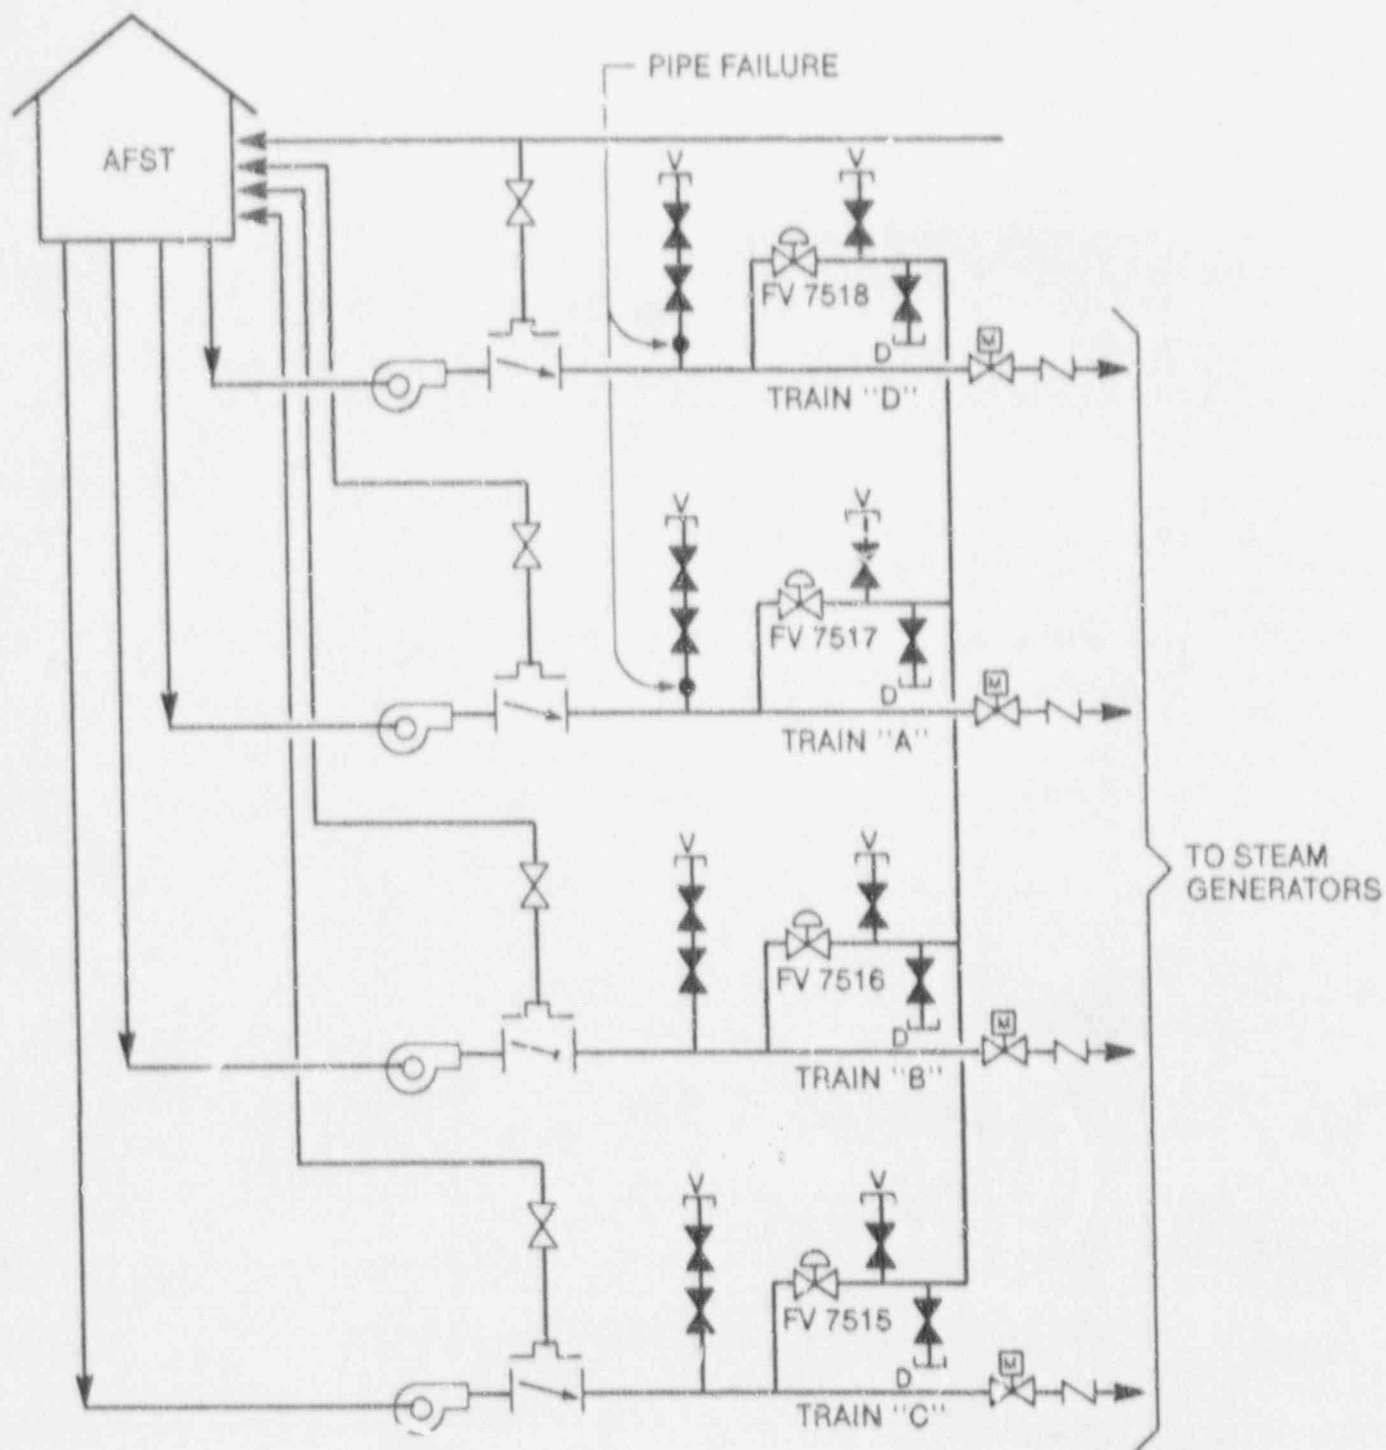 PIPE FAILURE
AFST
V
V
FV 7518
D
M
TRAIN "D"
V
V
FV 7517
D
M
TRAIN "A"
V
V
FV 7516
D
M
TRAIN "B"
TO STEAM
GENERATORS
V
V
FV 7515
D
M
TRAIN "C"